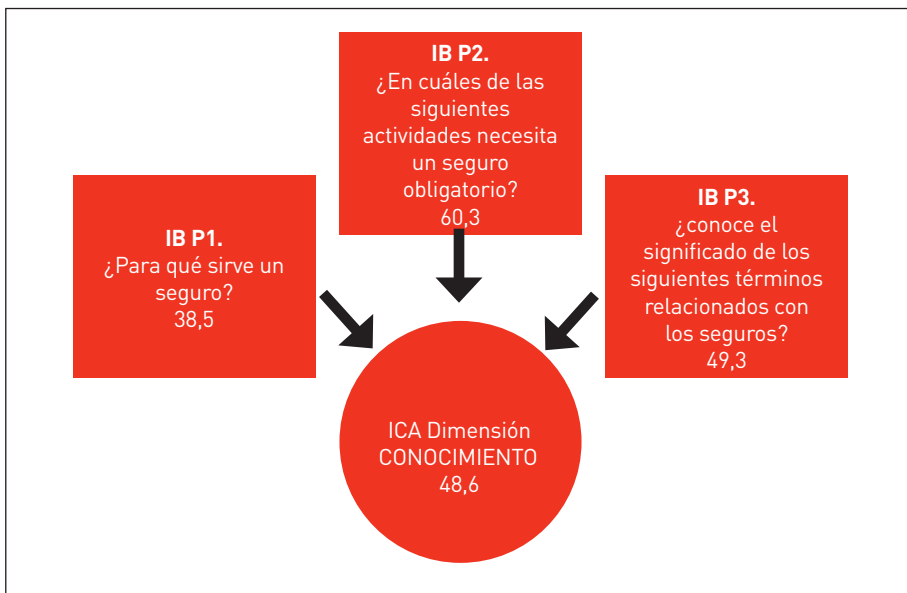 IB P1.
¿Para qué sirve un
seguro?
38,5
IB P2.
¿En cuáles de las
siguientes
actividades necesita
un seguro
obligatorio?
60,3
IB P3.
¿conoce el
significado de los
siguientes términos
relacionados con
los seguros?
49,3
ICA Dimensión
CONOCIMIENTO
48,6